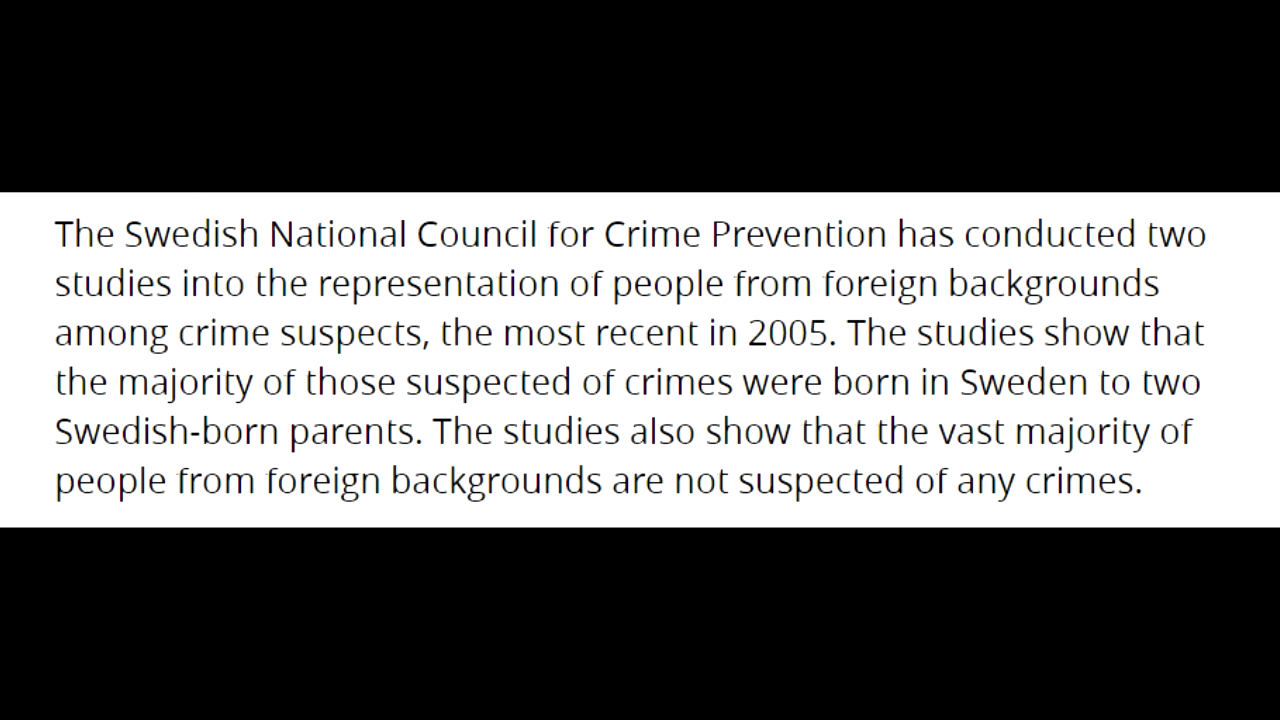 The Swedish National Council for Crime Prevention has conducted two
studies into the representation of people from foreign backgrounds
among crime suspects, the most recent in 2005. The studies show that
the majority of those suspected of crimes were born in Sweden to two
Swedish-born parents. The studies also show that the vast majority of
people from foreign backgrounds are not suspected of any crimes.